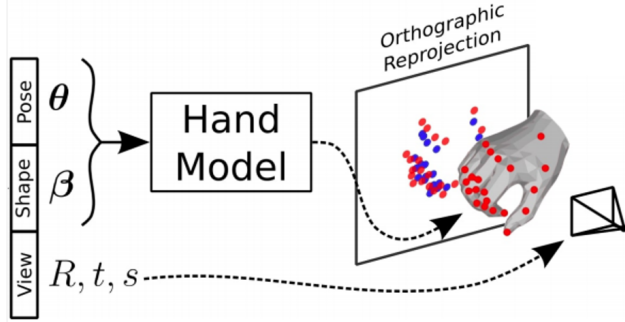 Orthographic
Reprojection
Pose
θ
Shape
β
View
R, t, s
Hand
Model